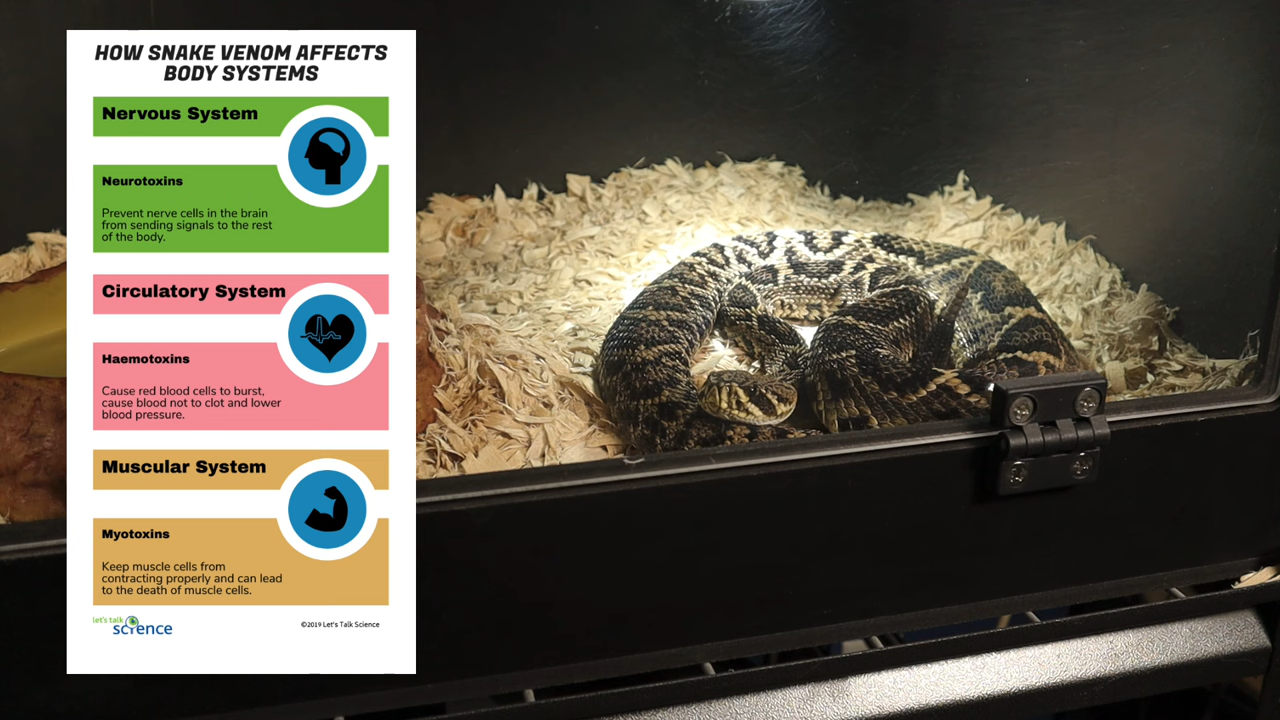 HOW SNAKE VENOM AFFECTS
BODY SYSTEMS
Nervous System
Neurotoxins
Prevent nerve cells in the brain
from sending signals to the rest
of the body.
Circulatory System
Haemotoxins
Cause red blood cells to burst,
cause blood not to clot and lower
blood pressure.
Muscular System
Myotoxins
Keep muscle cells from
contracting properly and can lead
to the death of muscle cells.
let's talk
science
©2019 Let's Talk Science